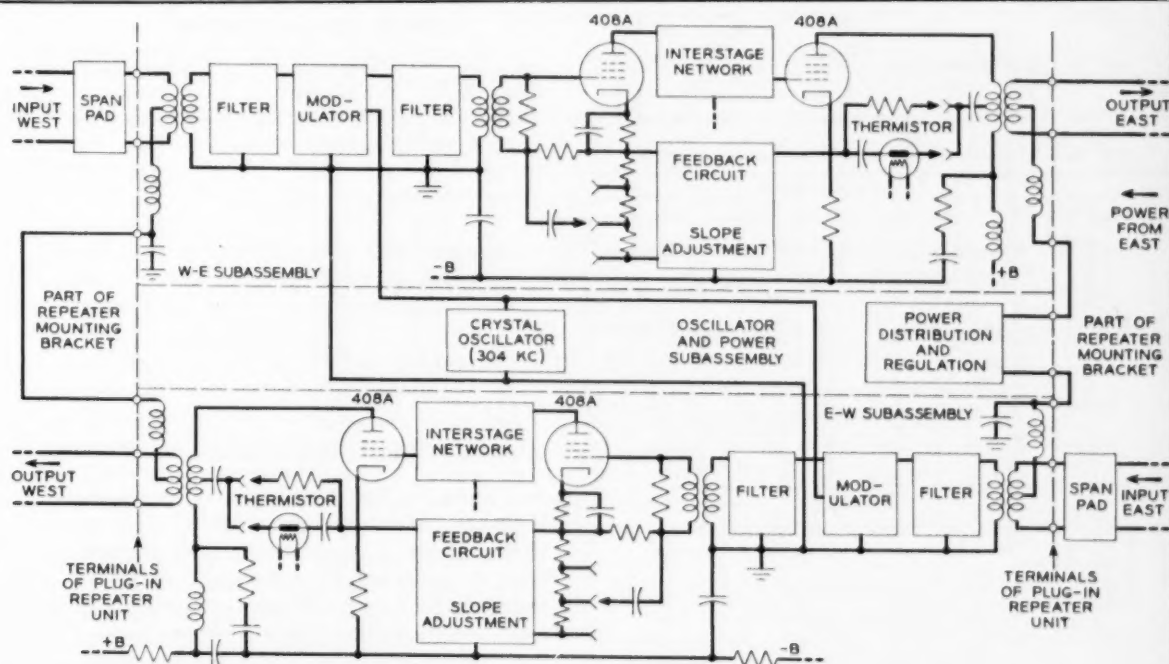 408A
408A
INTERSTAGE
NETWORK
INPUT
WEST
SPAN
PAD
FILTER
MOD-
ULATOR
FILTER
THERMISTOR
OUTPUT
EAST
FEEDBACK
CIRCUIT
SLOPE
ADJUSTMENT
POWER
FROM
EAST
-B
+B
W-E SUBASSEMBLY
PART OF
REPEATER
MOUNTING
BRACKET
CRYSTAL
OSCILLATOR
(304 KC)
OSCILLATOR
AND POWER
SUBASSEMBLY
POWER
DISTRIBUTION
AND
REGULATION
PART OF
REPEATER
MOUNTING
BRACKET
E-W SUBASSEMBLY
408A
408A
INTERSTAGE
NETWORK
OUTPUT
WEST
THERMISTOR
FEEDBACK
CIRCUIT
SLOPE
ADJUSTMENT
FILTER
MOD-
ULATOR
FILTER
SPAN
PAD
INPUT
EAST
TERMINALS
OF PLUG-IN
REPEATER
UNIT
TERMINALS
OF PLUG-IN
REPEATER
UNIT
+B
-B